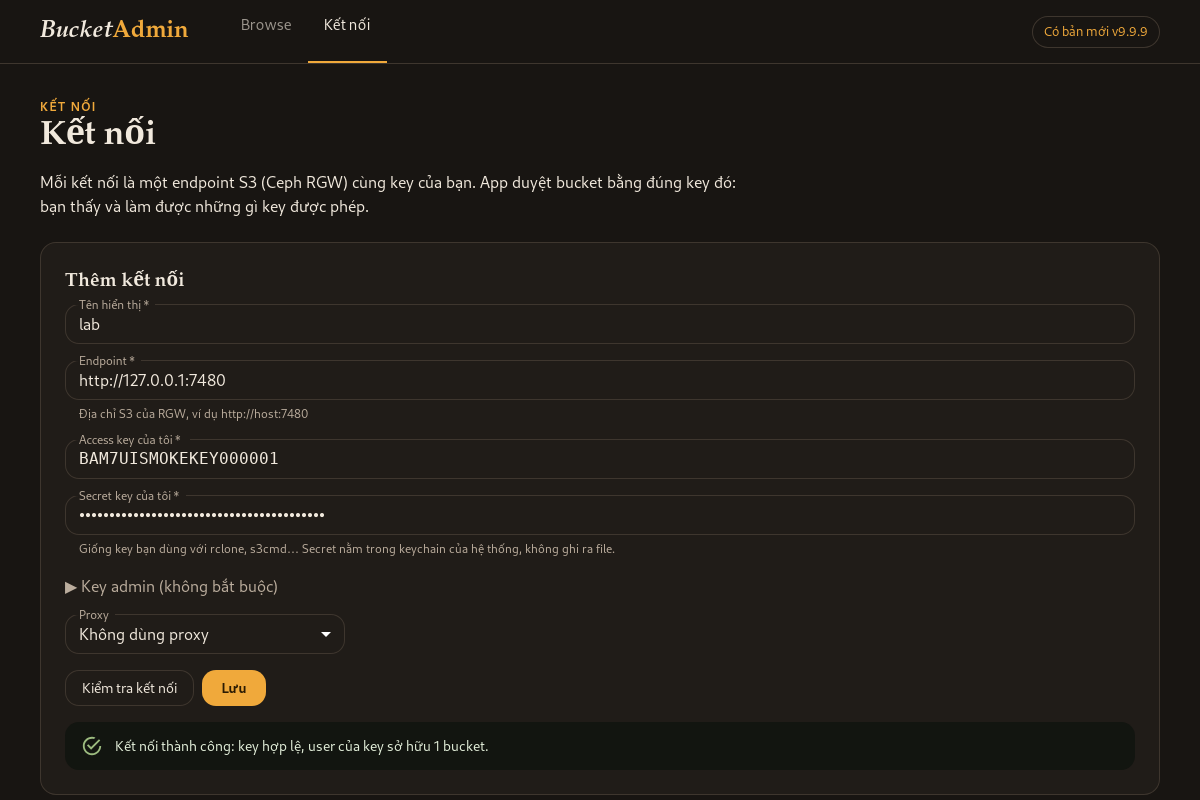 BucketAdmin
Browse
Kết nối
Có bản mới v9.9.9
KẾT NỐI
Kết nối
Mỗi kết nối là một endpoint S3 (Ceph RGW) cùng key của bạn. App duyệt bucket bằng đúng key đó:
bạn thấy và làm được những gì key được phép.
Thêm kết nối
Tên hiển thị *
lab
Endpoint *
http://127.0.0.1:7480
Địa chỉ S3 của RGW, ví dụ http://host:7480
Access key của tôi *
BAM7UISMOKEKEY000001
Secret key của tôi *
•••••••••••••••••••••••••••••••••••••••••
Giống key bạn dùng với rclone, s3cmd... Secret nằm trong keychain của hệ thống, không ghi ra file.
▶ Key admin (không bắt buộc)
Proxy
Không dùng proxy
Kiểm tra kết nối
Lưu
Kết nối thành công: key hợp lệ, user của key sở hữu 1 bucket.